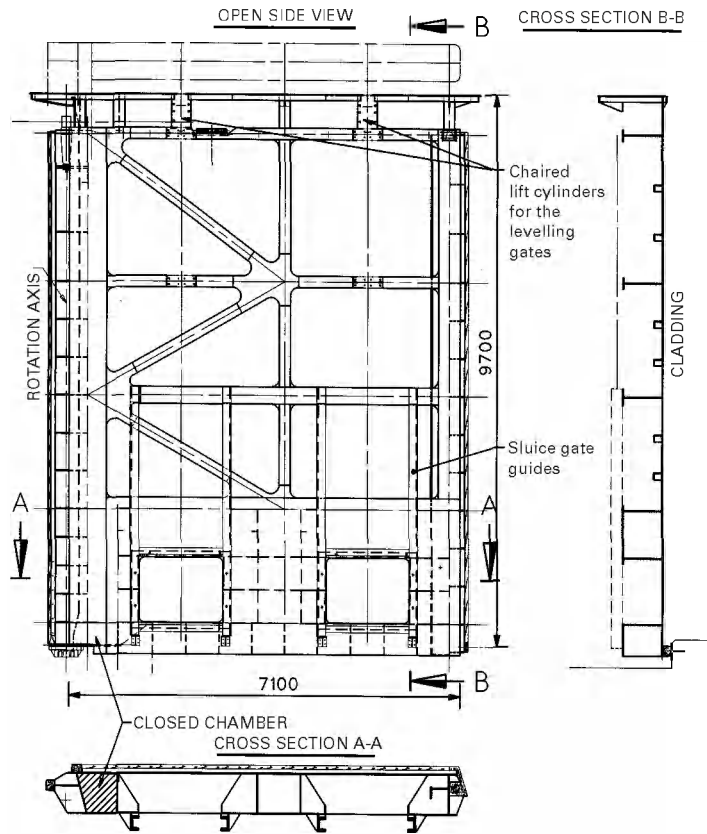 OPEN SIDE VIEW
B
CROSS SECTION B-B
Chaired
lift cylinders
for the
levelling
gates
ROTATION AXIS
9700
CLADDING
Sluice gate
guides
A
A
7100
B
CLOSED CHAMBER
CROSS SECTION A-A